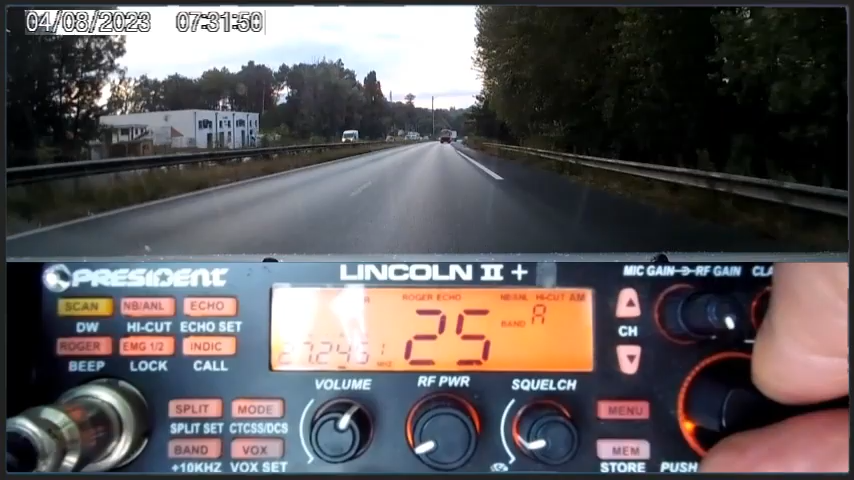 04/08/2023 07:31:50
PRESIDENT LINCOLN II + MIC GAIN RF GAIN CLA
SCAN NB/ANL ECHO
DW HI-CUT ECHO SET
ROGER EMG 1/2 INDIC
BEEP LOCK CALL
ROGER ECHO NB/ANL HI-CUT AM
25 BAND A
27.245
CH
VOLUME RF PWR SQUELCH
SPLIT MODE MENU
SPLIT SET CTCSS/DCS
BAND VOX MEM
+10KHZ VOX SET STORE PUSH